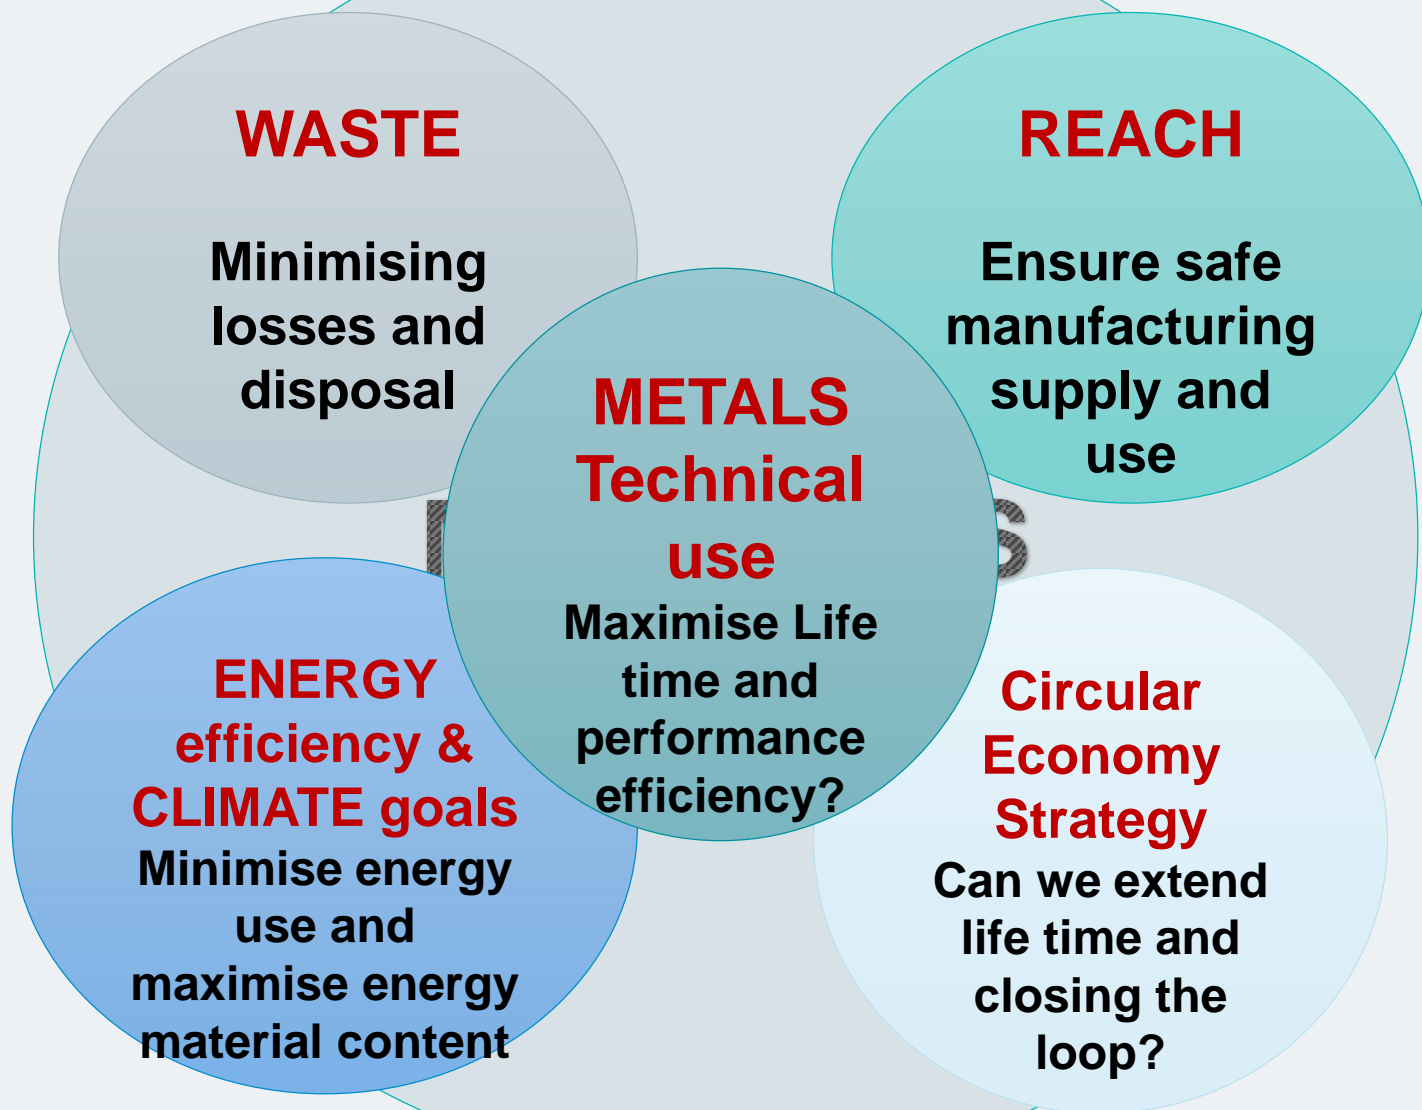 WASTE
Minimising
losses and
disposal
REACH
Ensure safe
manufacturing
supply and
use
METALS
Technical
use
Maximise Life
time and
performance
efficiency?
ENERGY
efficiency &
CLIMATE goals
Minimise energy
use and
maximise energy
material content
Circular
Economy
Strategy
Can we extend
life time and
closing the
loop?